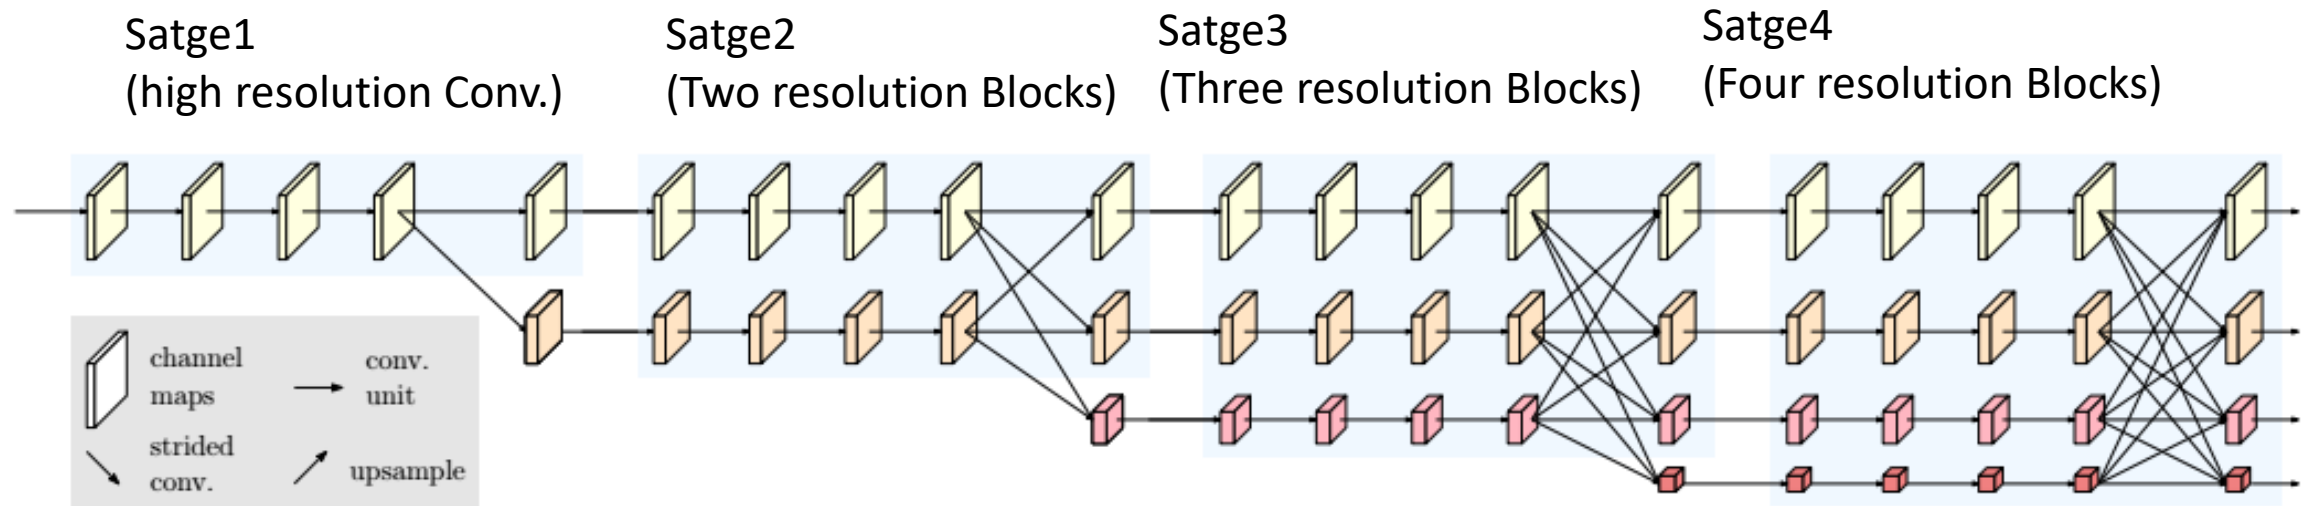 Satge1
(high resolution Conv.)
Satge2
(Two resolution Blocks)
Satge3
(Three resolution Blocks)
Satge4
(Four resolution Blocks)
channel
maps
conv.
unit
strided
conv.
upsample